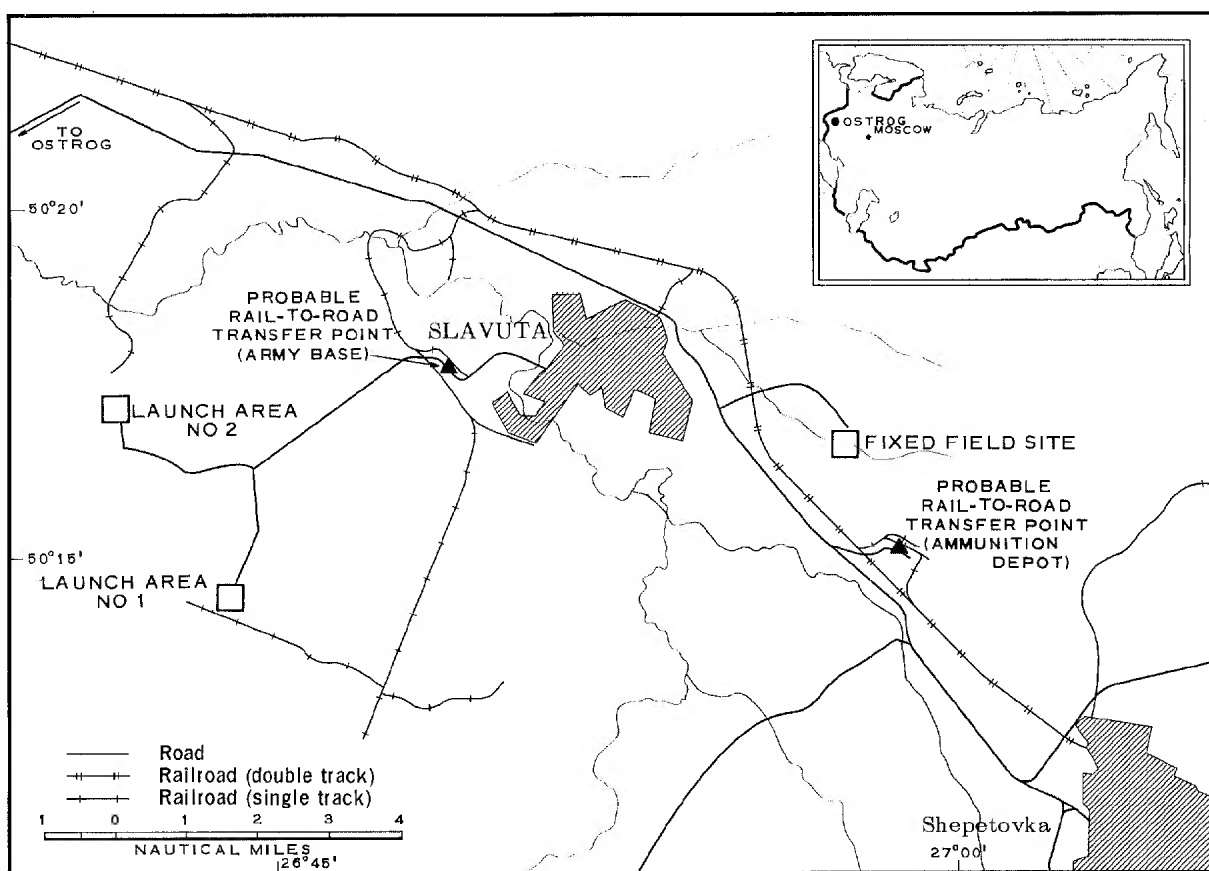 TO
OSTROG
OSTROG
MOSCOW
50°20'
PROBABLE
RAIL-TO-ROAD
TRANSFER POINT
(ARMY BASE)
SLAVUTA
LAUNCH AREA
NO 2
FIXED FIELD SITE
PROBABLE
RAIL-TO-ROAD
TRANSFER POINT
(AMMUNITION
DEPOT)
50°15'
LAUNCH AREA
NO 1
Road
Railroad (double track)
Railroad (single track)
1 0 1 2 3 4
NAUTICAL MILES
26°45'
Shepetovka
27°00'